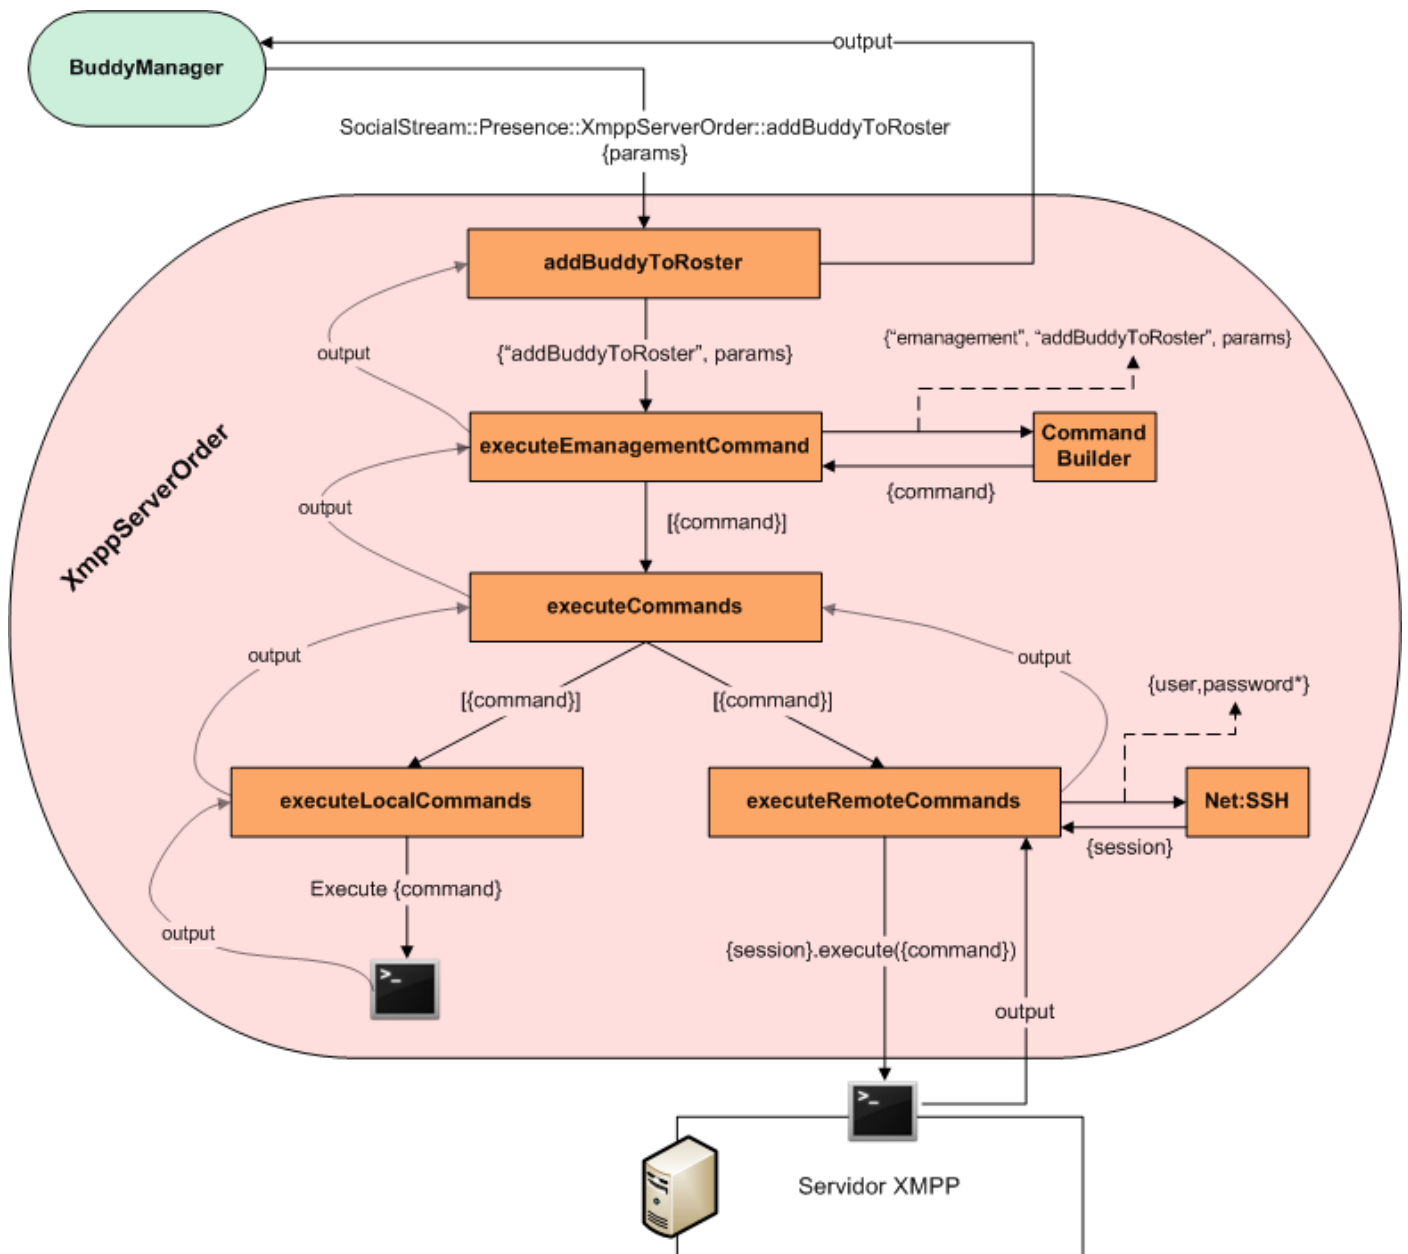 output
BuddyManager
SocialStream::Presence::XmppServerOrder::addBuddyToRoster
{params}
addBuddyToRoster
output
{“addBuddyToRoster”, params}
{“emanagement”, “addBuddyToRoster”, params}
XmppServerOrder
executeEmanagementCommand
Command
Builder
{command}
output
[{command}]
executeCommands
output
output
[{command}]
[{command}]
{user,password*}
executeLocalCommands
executeRemoteCommands
Net:SSH
{session}
Execute {command}
output
{session}.execute({command})
output
>_
>_
Servidor XMPP